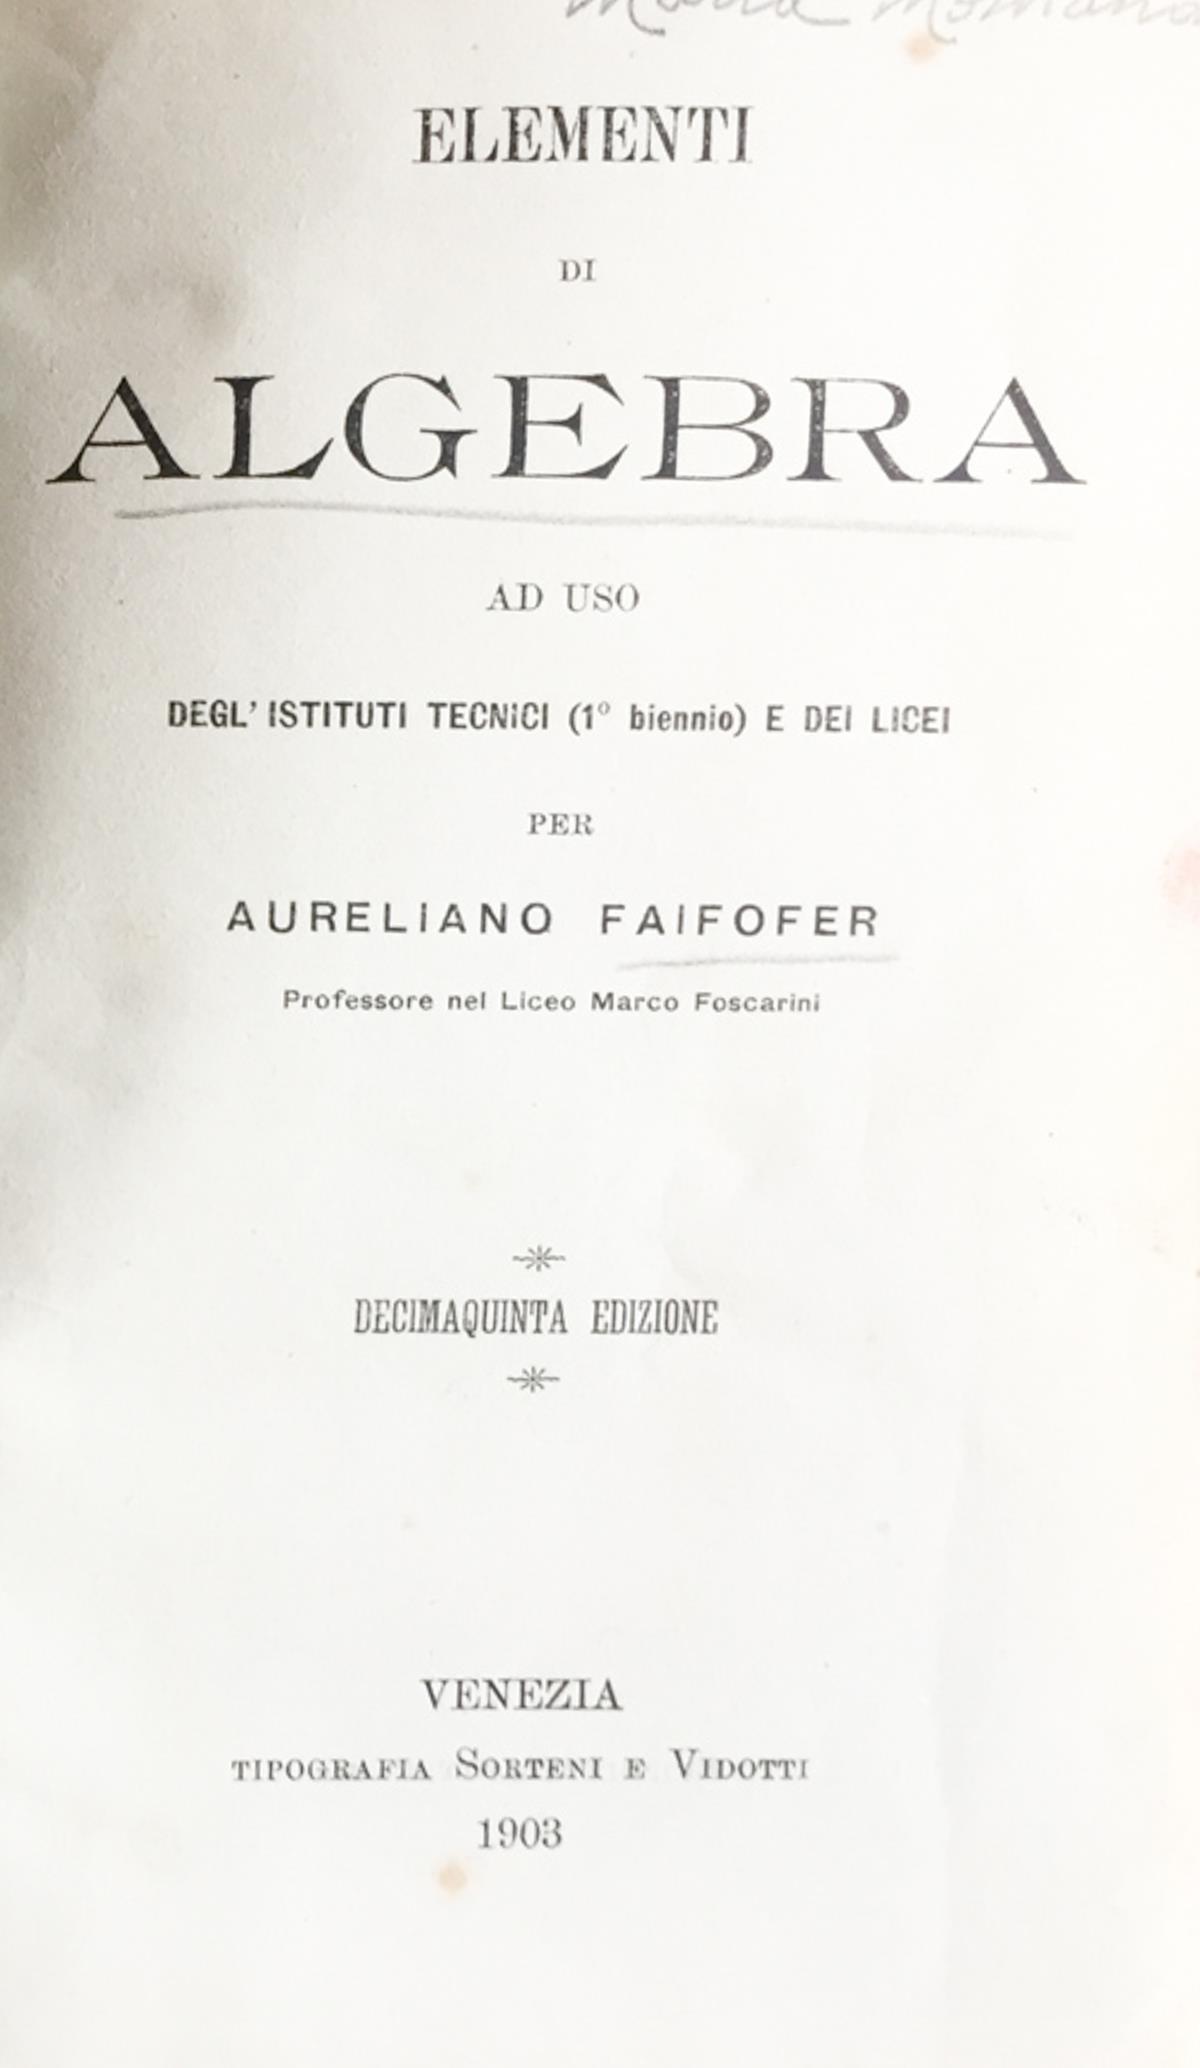 ELEMENTI
DI
ALGEBRA
AD USO
DEGL' ISTITUTI TECNICI (1º biennio) E DEI LICEI
PER
AURELIANO FAIFOFER
Professore nel Liceo Marco Foscarini
DECIMAQUINTA EDIZIONE
VENEZIA
TIPOGRAFIA SORTENI E VIDOTTI
1903